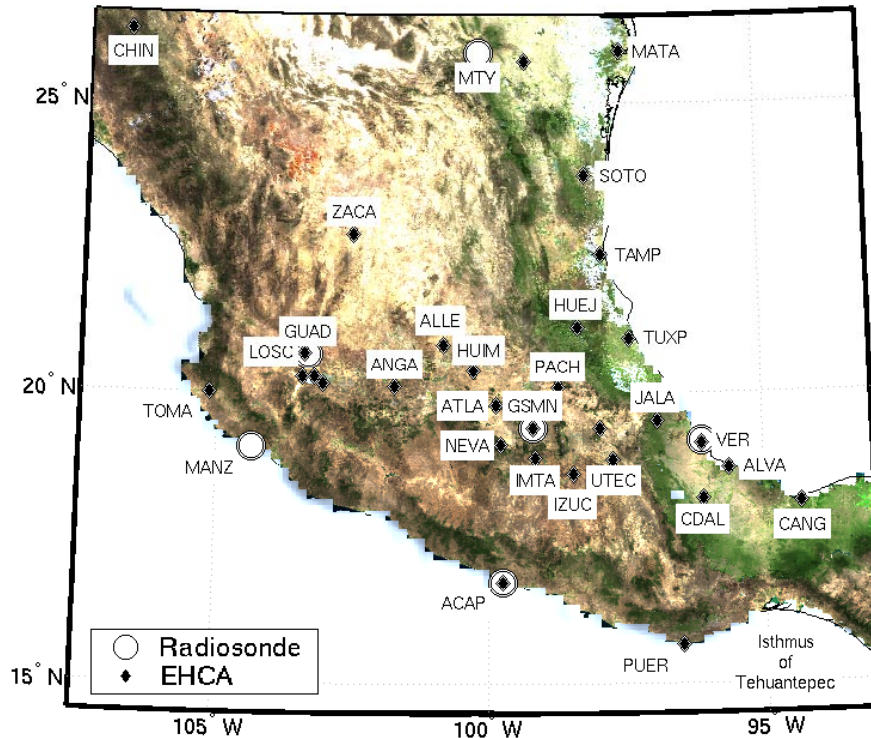 CHIN
MTY
MATA
25° N
SOTO
ZACA
TAMP
HUEJ
GUAD
ALLE
TUXP
LOSC
HUIM
ANGA
PACH
20° N
JALA
TOMA
ATLA
GSMN
VER
NEVA
MANZ
ALVA
IMTA
UTEC
IZUC
CDAL
CANG
ACAP
Radiosonde
EHCA
PUER
Isthmus
of
Tehuantepec
15° N
105° W
100° W
95° W